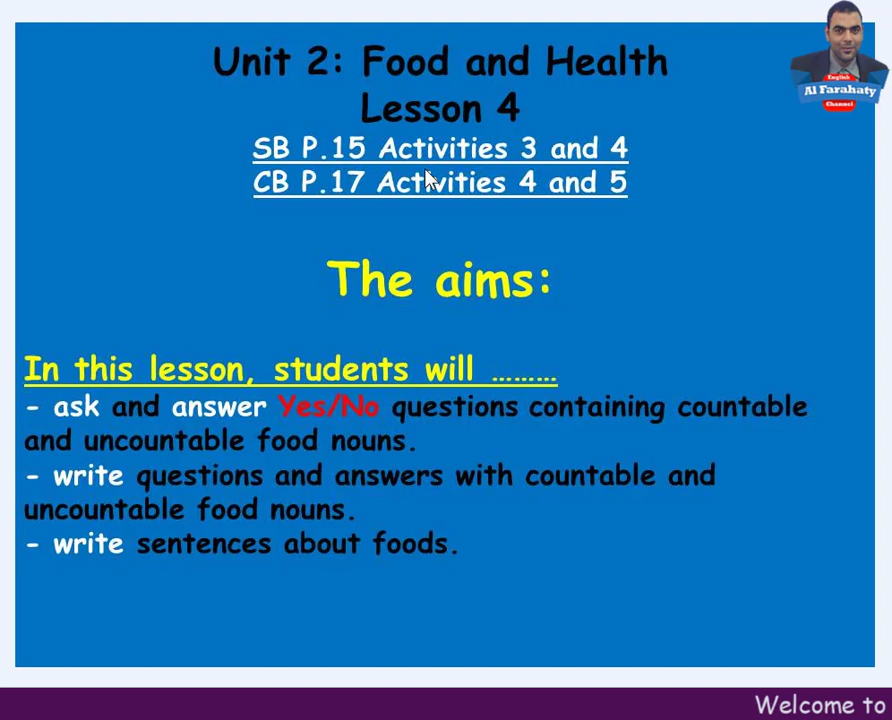 Unit 2: Food and Health
Lesson 4
SB P.15 Activities 3 and 4
CB P.17 Activities 4 and 5
English
Al Farahaty
Channel
The aims:
In this lesson, students will .........
- ask and answer Yes/No questions containing countable
and uncountable food nouns.
- write questions and answers with countable and
uncountable food nouns.
- write sentences about foods.
Welcome to